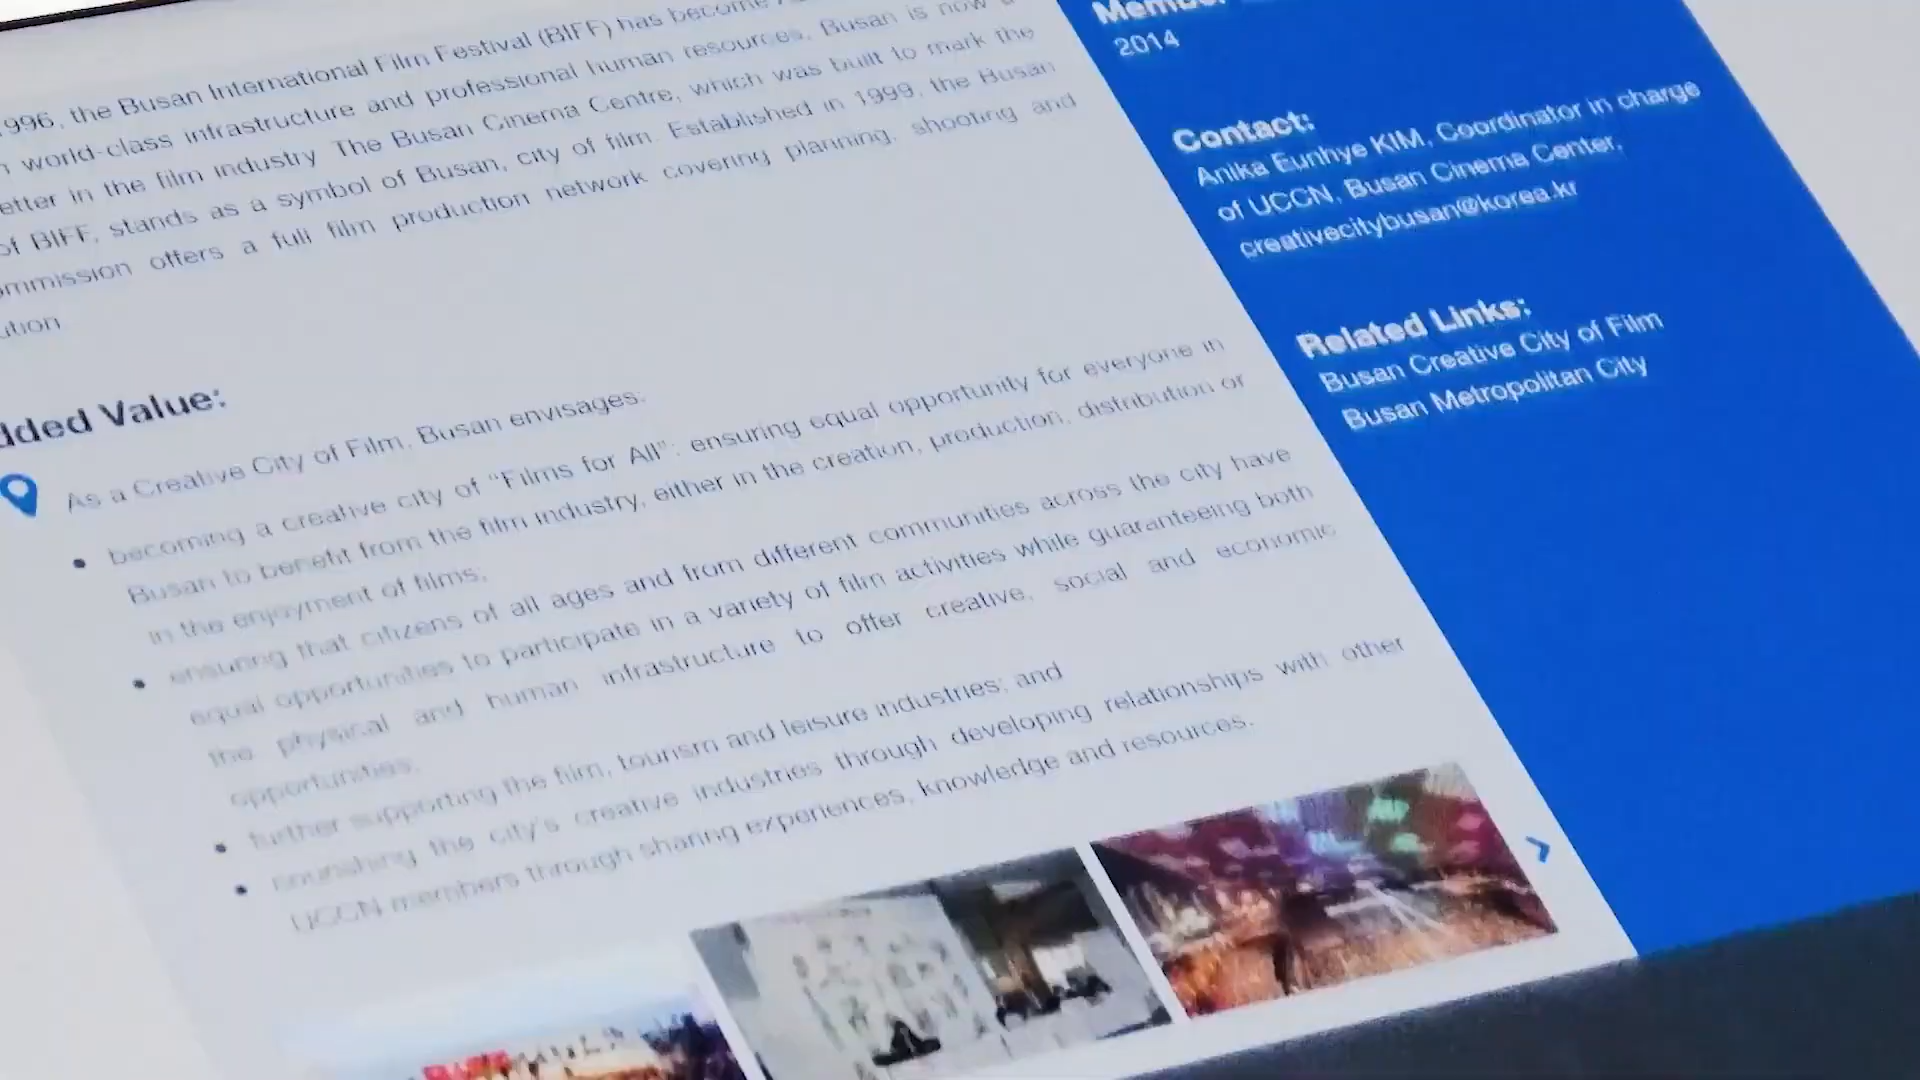 1996, the Busan International Film Festival (BIFF) has become
world-class infrastructure and professional human resources, Busan is now a
in the film industry The Busan Cinema Centre, which was built to mark the
of BIFF, stands as a symbol of Busan, city of film. Established in 1999, the Busan
offers a full film production network covering planning, shooting and
Added Value:
As a Creative City of Film, Busan envisages:
• becoming a creative city of "Films for All": ensuring equal opportunity for everyone in
Busan to benefit from the film industry, either in the creation, production, distribution or
in the enjoyment of films;
• ensuring that citizens of all ages and from different communities across the city have
equal opportunities to participate in a variety of film activities while guaranteeing both
the physical and human infrastructure to offer creative, social and economic
opportunities;
• further supporting the film, tourism and leisure industries; and
• nourishing the city's creative industries through developing relationships with other
UCCN members through sharing experiences, knowledge and resources.
Member
2014
Contact:
Anika Eunhye KIM, Coordinator in charge
of UCCN, Busan Cinema Center,
creativecitybusan@korea.kr
Related Links:
Busan Creative City of Film
Busan Metropolitan City